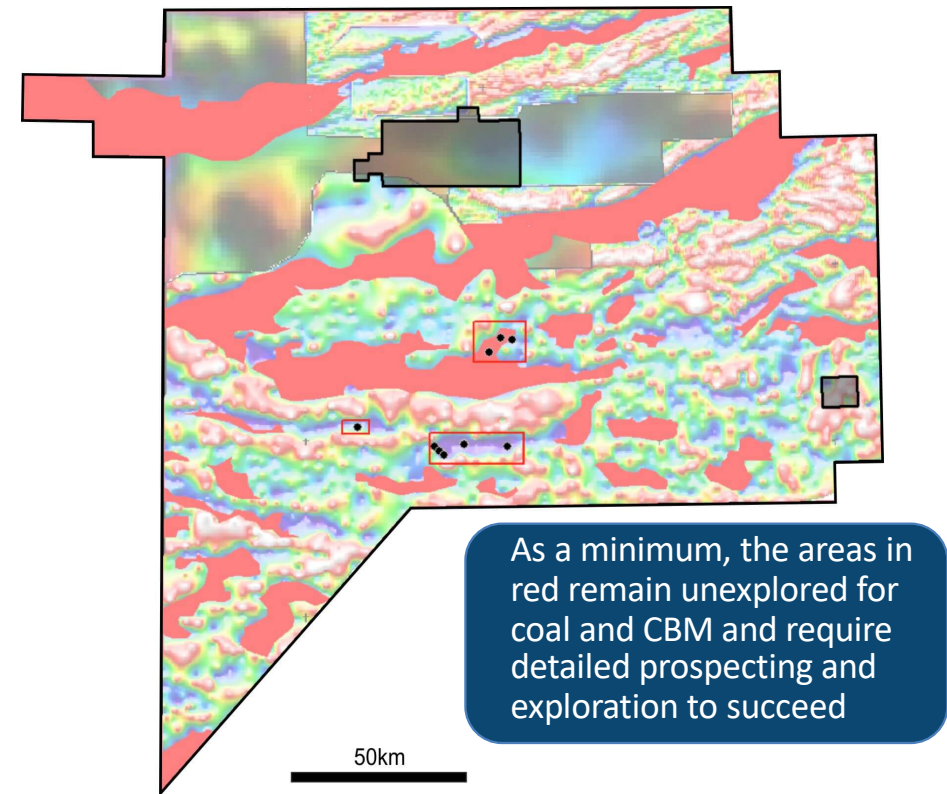 As a minimum, the areas in
red remain unexplored for
coal and CBM and require
detailed prospecting and
exploration to succeed
50km